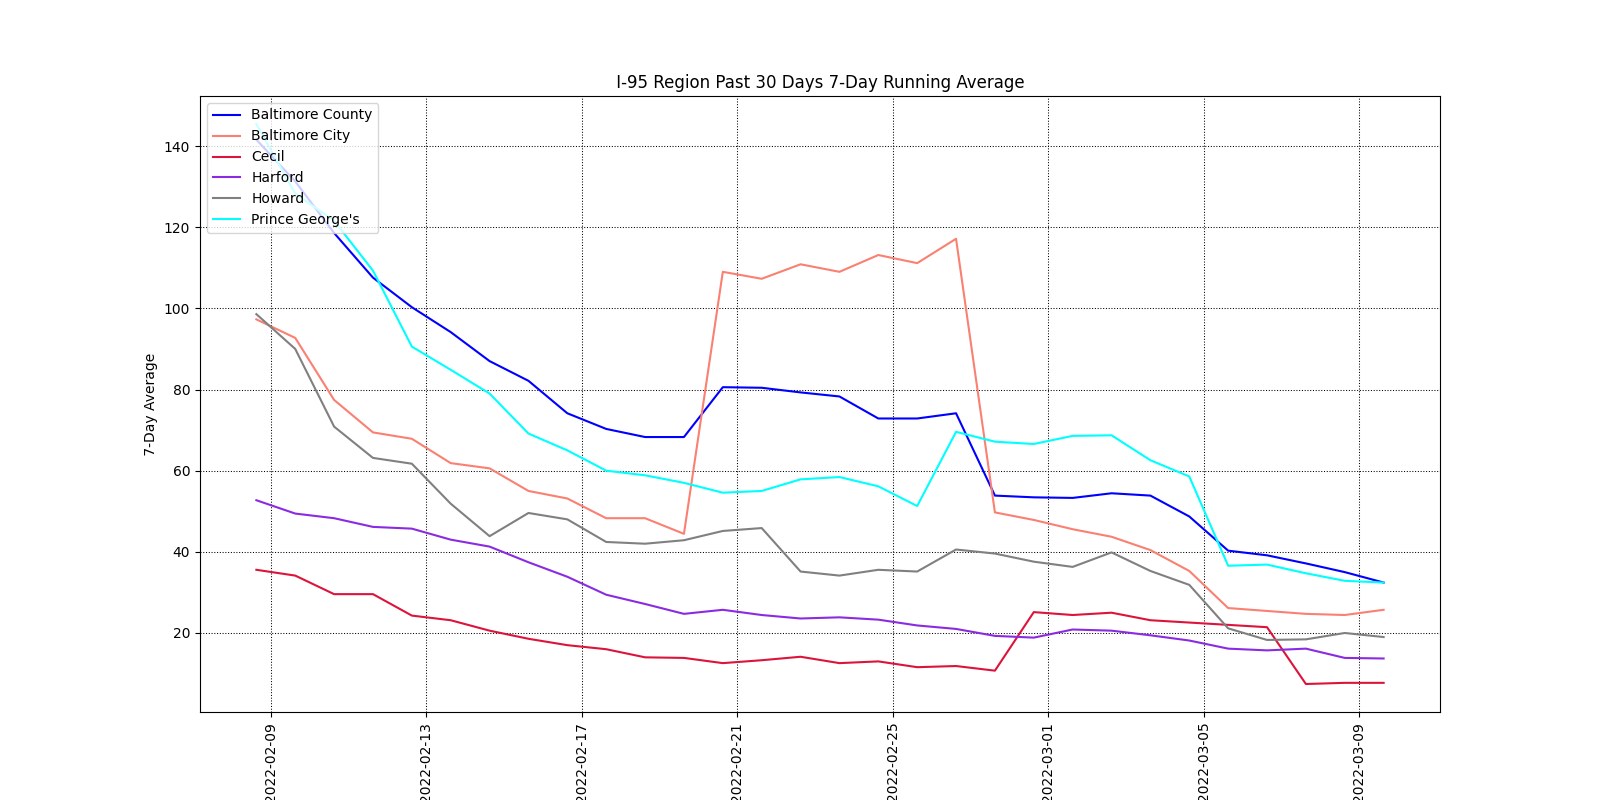 I-95 Region Past 30 Days 7-Day Running Average
Baltimore County
Baltimore City
Cecil
Harford
Howard
Prince George's
7-Day Average
140
120
100
80
60
40
20
2022-02-09
2022-02-13
2022-02-17
2022-02-21
2022-02-25
2022-03-01
2022-03-05
2022-03-09